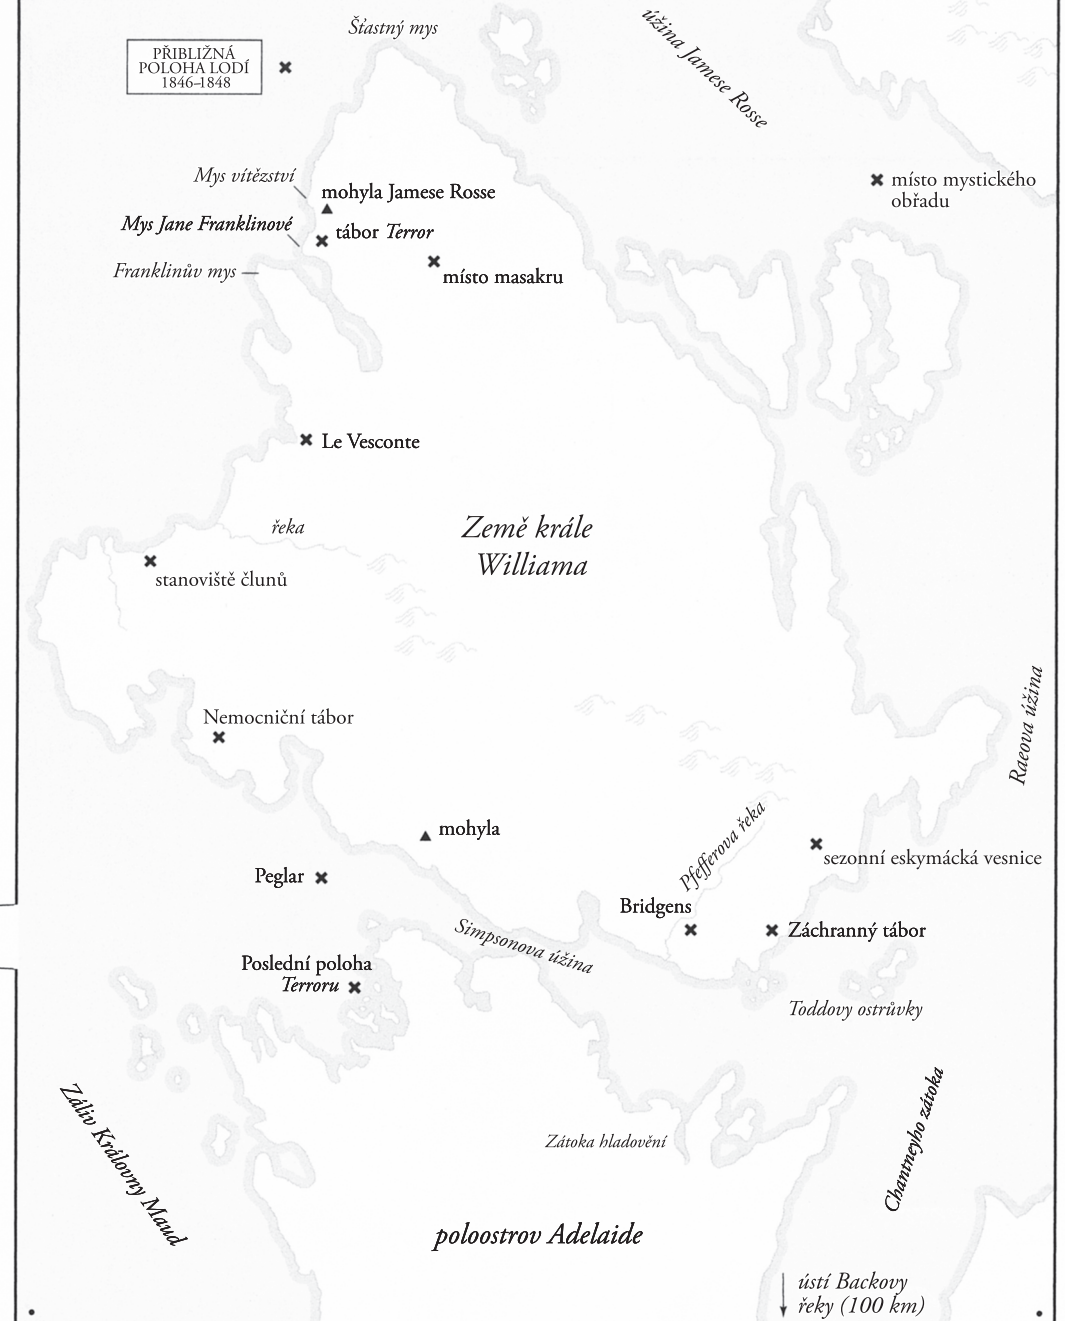 Šťastný mys
PŘIBLIŽNÁ
POLOHA LODÍ
1846–1848
úžina Jamese Rosse
Mys vítězství
mohyla Jamese Rosse
místo mystického
obřadu
Mys Jane Franklinové
tábor Terror
Franklinův mys
místo masakru
Le Vesconte
řeka
Země krále
Williama
stanoviště člunů
Raeova úžina
Nemocniční tábor
mohyla
Pfefferova řeka
sezonní eskymácká vesnice
Peglar
Bridgens
Simpsonova úžina
Záchranný tábor
Poslední poloha
Terroru
Toddovy ostrůvky
Záliv Královny Maud
Zátoka hladovění
Chantneyho zátoka
poloostrov Adelaide
ústí Backovy
řeky (100 km)